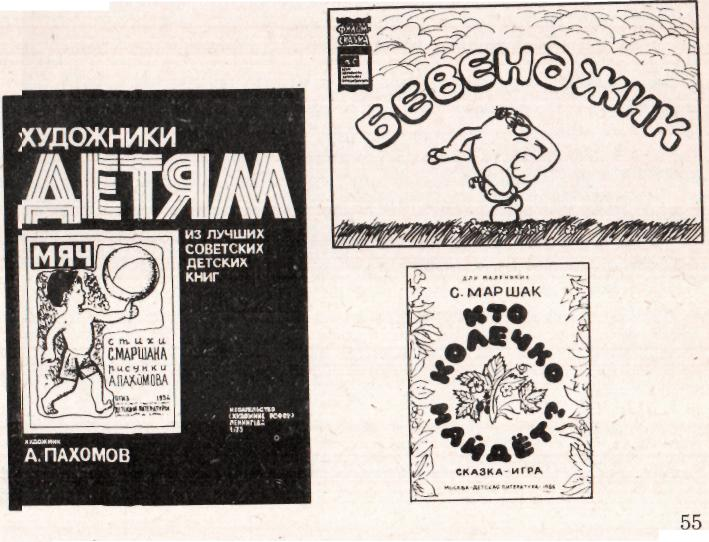 ХУДОЖНИКИ
ДЕТЯМ
ИЗ ЛУЧШИХ
СОВЕТСКИХ
ДЕТСКИХ
КНИГ
МЯЧ
стихи
С.МАРШАКА
рисунки
А.ПАХОМОВА
ОГИЗ 1934
ДЕТСКОЙ ЛИТЕРАТУРЫ
ИЗДАТЕЛЬСТВО
ХУДОЖНИК РСФСР
ЛЕНИНГРАД
1973
ХУДОЖНИК
А. ПАХОМОВ
ФИЛЬМ-
СКАЗКА
БЕВЕНДЖИК
ДЛЯ МАЛЕНЬКИХ
С. МАРШАК
КТО
КОЛЕЧКО
НАЙДЁТ?
СКАЗКА-ИГРА
МОСКВА-ДЕТСКАЯ ЛИТЕРАТУРА-1986
55